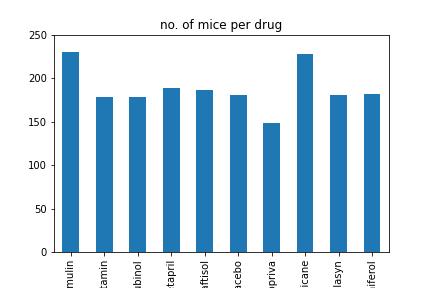 no. of mice per drug
250
200
150
100
50
0
mulin
tamin
ubinol
tapril
aftisol
acebo
opriva
icane
lasyn
iferol